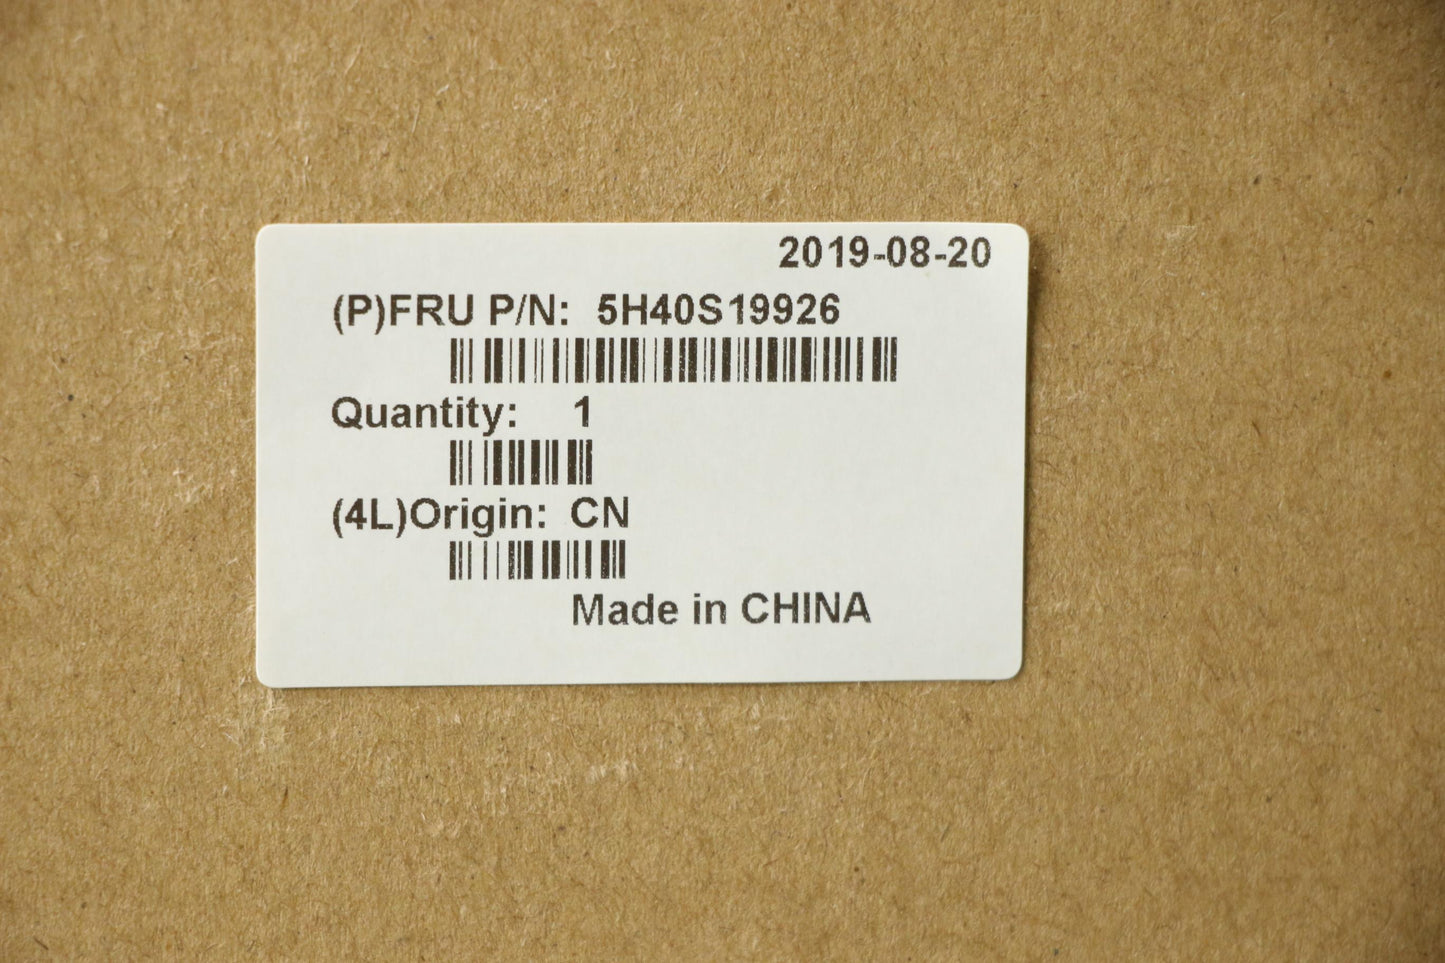 2019-08-20
(P)FRU P/N: 5H40S19926
Quantity: 1
(4L)Origin: CN
Made in CHINA